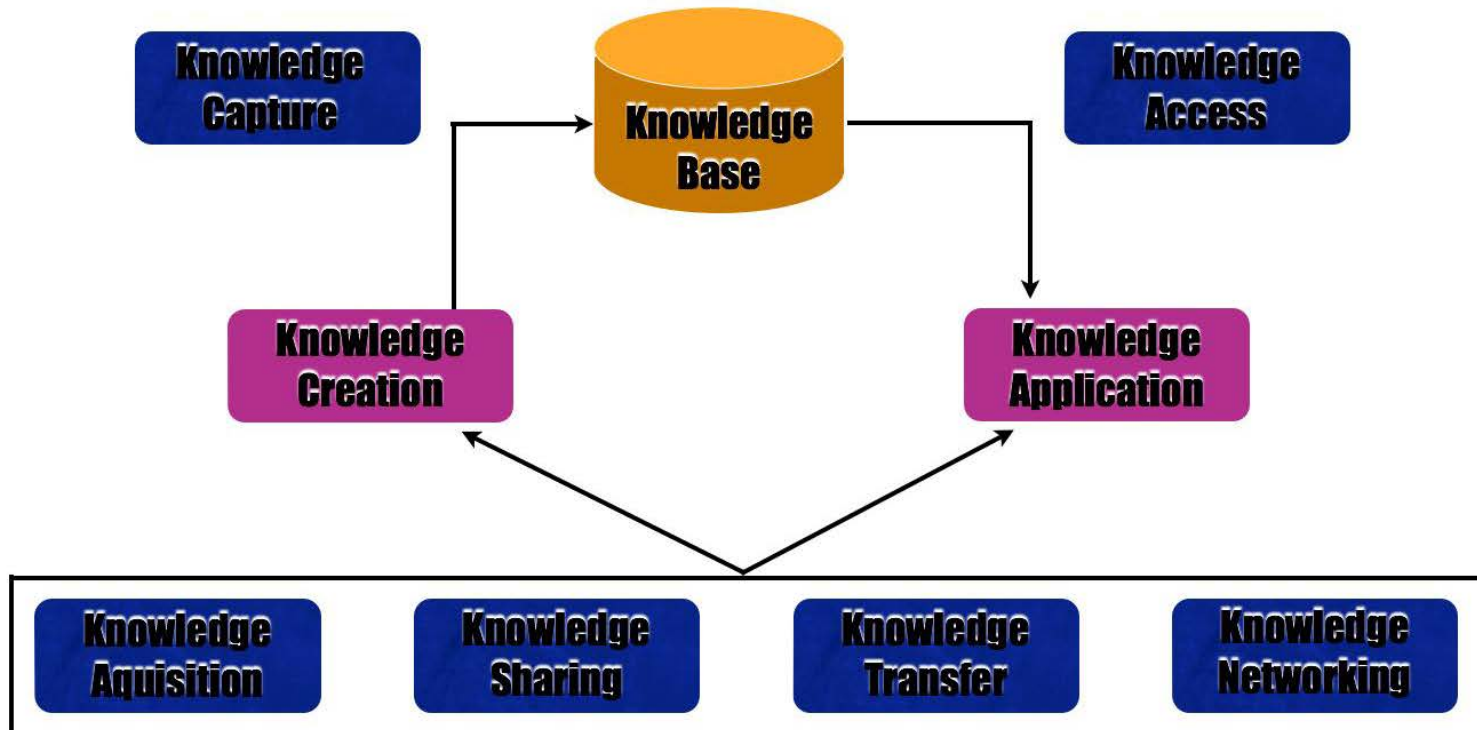 Knowledge
Capture
Knowledge
Base
Knowledge
Access
Knowledge
Creation
Knowledge
Application
Knowledge
Aquisition
Knowledge
Sharing
Knowledge
Transfer
Knowledge
Networking